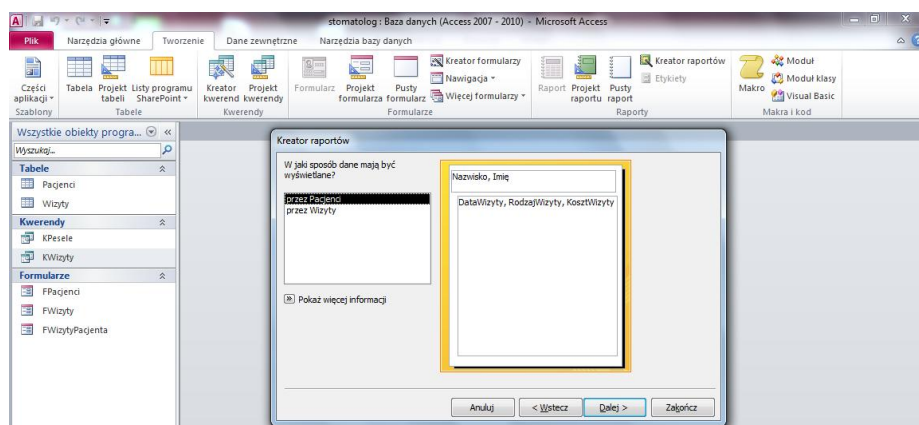 A
stomatolog : Baza danych (Access 2007 - 2010) - Microsoft Access
Plik Narzędzia główne Tworzenie Dane zewnętrzne Narzędzia bazy danych
Części aplikacji
Tabela
Projekt tabeli
Listy programu SharePoint
Kreator kwerend
Projekt kwerendy
Formularz
Projekt formularza
Pusty formularz
Kreator formularzy
Nawigacja
Więcej formularzy
Raport
Projekt raportu
Pusty raport
Kreator raportów
Etykiety
Makro
Moduł
Moduł klasy
Visual Basic
Szablony Tabele Kwerendy Formularze Raporty Makra i kod
Wszystkie obiekty progra...
Wyszukaj...
Tabele
Pacjenci
Wizyty
Kwerendy
KPesele
KWizyty
Formularze
FPacjenci
FWizyty
FWizytyPacjenta
Kreator raportów
W jaki sposób dane mają być
wyświetlane?
przez Pacjenci
przez Wizyty
Pokaż więcej informacji
Nazwisko, Imię
DataWizyty, RodzajWizyty, KosztWizyty
Anuluj < Wstecz Dalej > Zakończ